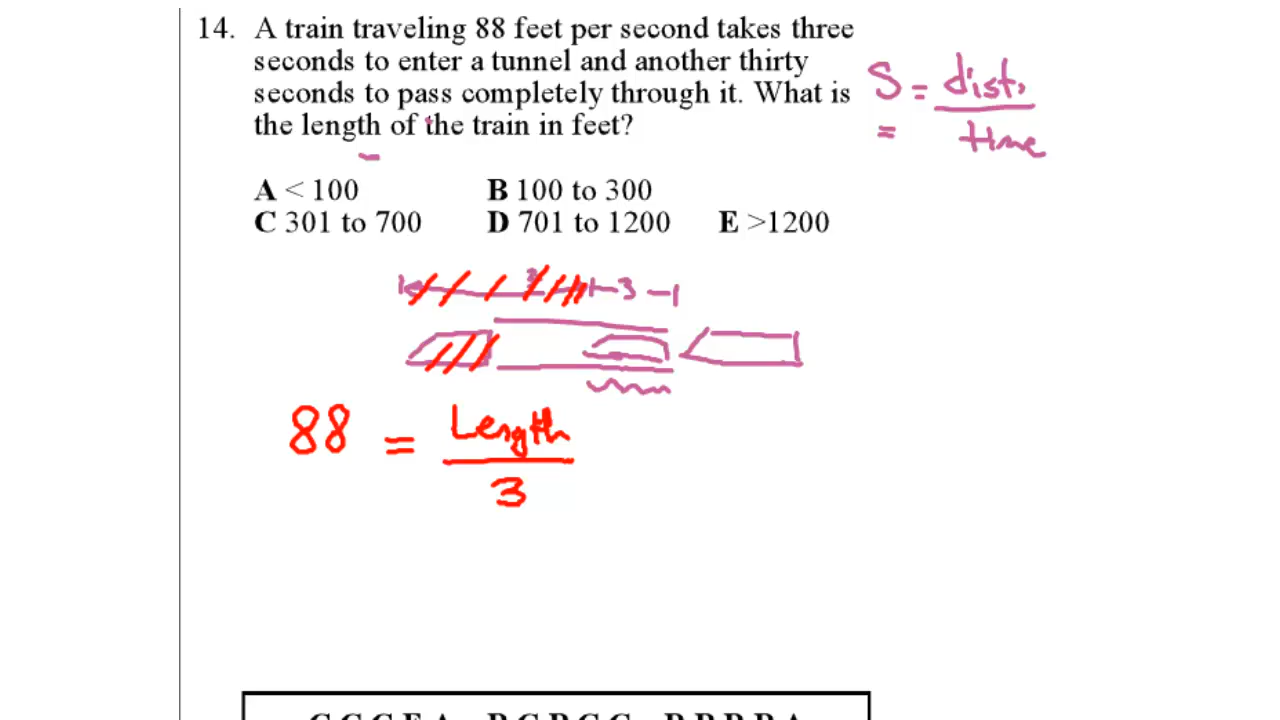 14. A train traveling 88 feet per second takes three
seconds to enter a tunnel and another thirty
seconds to pass completely through it. What is
the length of the train in feet?
S = dist.
= time
A < 100 B 100 to 300
C 301 to 700 D 701 to 1200 E >1200
3
88 = Length
3